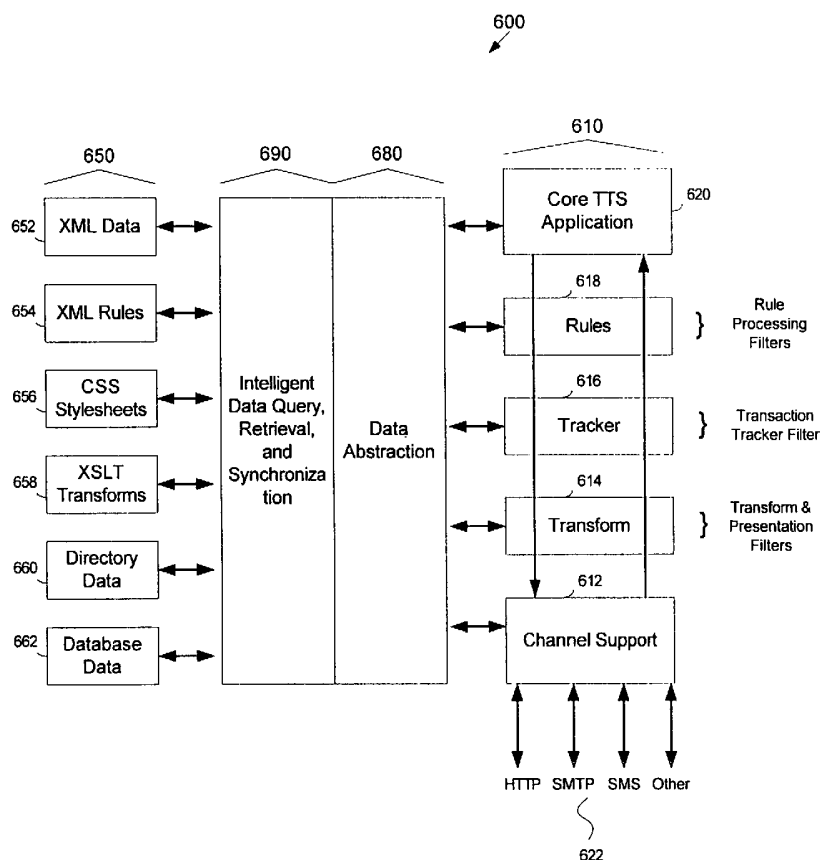 600
650
690
680
610
652
XML Data
654
XML Rules
656
CSS
Stylesheets
658
XSLT
Transforms
660
Directory
Data
662
Database
Data
Intelligent
Data Query,
Retrieval,
and
Synchroniza
tion
Data
Abstraction
Core TTS
Application
620
618
Rules
}
Rule
Processing
Filters
616
Tracker
}
Transaction
Tracker Filter
614
Transform
}
Transform &
Presentation
Filters
612
Channel Support
HTTP
SMTP
SMS
Other
622